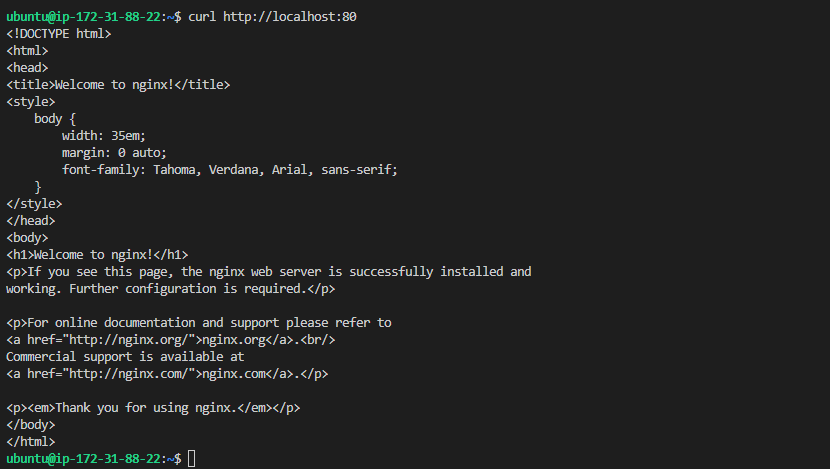 ubuntu@ip-172-31-88-22:~$ curl http://localhost:80
<!DOCTYPE html>
<html>
<head>
<title>Welcome to nginx!</title>
<style>
    body {
        width: 35em;
        margin: 0 auto;
        font-family: Tahoma, Verdana, Arial, sans-serif;
    }
</style>
</head>
<body>
<h1>Welcome to nginx!</h1>
<p>If you see this page, the nginx web server is successfully installed and
working. Further configuration is required.</p>

<p>For online documentation and support please refer to
<a href="http://nginx.org/">nginx.org</a>.<br/>
Commercial support is available at
<a href="http://nginx.com/">nginx.com</a>.</p>

<p><em>Thank you for using nginx.</em></p>
</body>
</html>
ubuntu@ip-172-31-88-22:~$